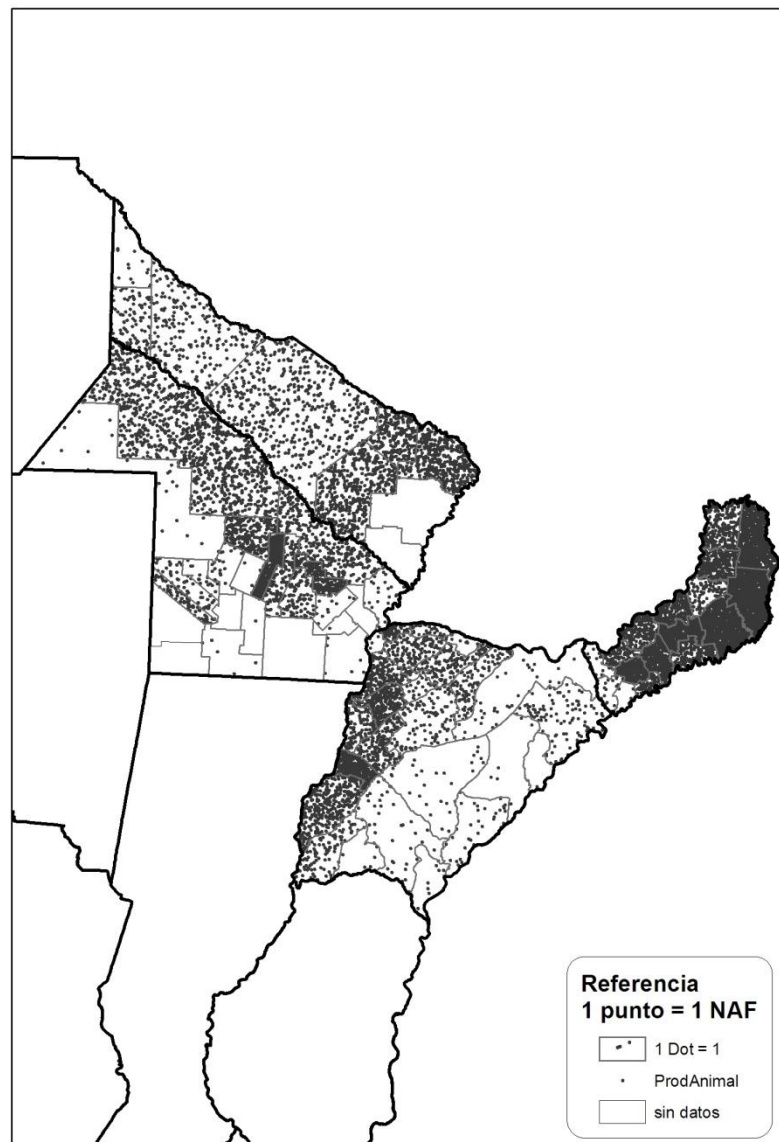 Referencia
1 punto = 1 NAF
1 Dot = 1
ProdAnimal
sin datos